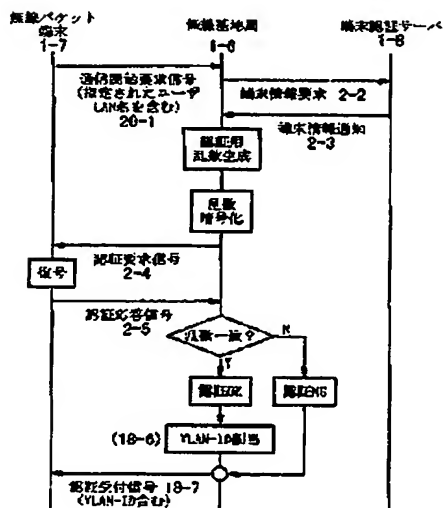 無線パケット
端末
1-7
無線基地局
1-6
端末認証サーバ
1-8
通信開始要求信号
(指定されたユーザ
LAN名を含む)
20-1
端末情報要求 2-2
端末情報通知
2-3
認証用
乱数生成
乱数
暗号化
認証要求信号
2-4
復号
認証応答信号
2-5
乱数一致?
N
Y
認証OK
認証NG
(18-6)
VLAN-ID割当
認証受付信号 18-7
(VLAN-ID含む)